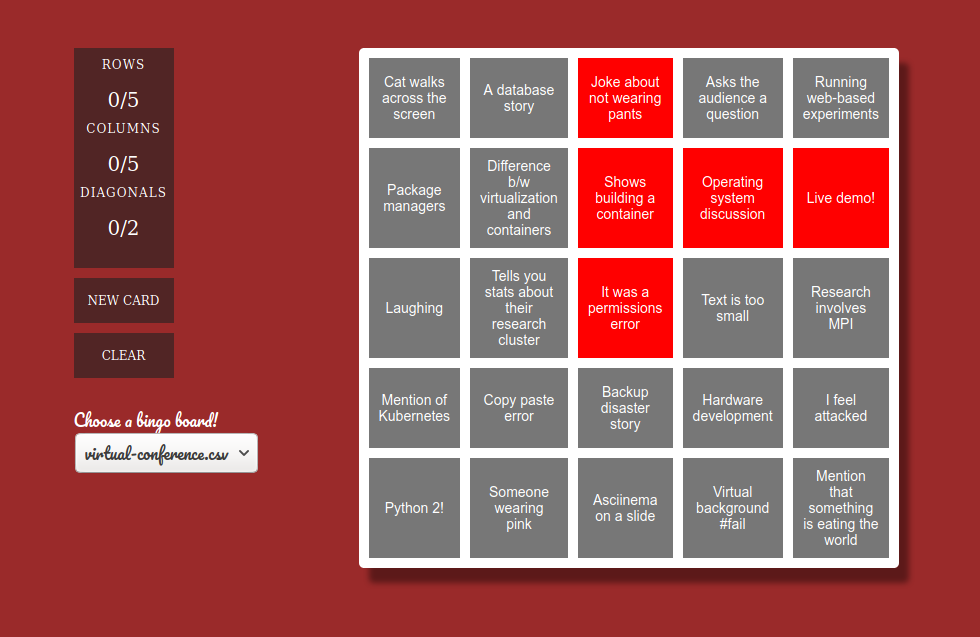 ROWS
0/5
COLUMNS
0/5
DIAGONALS
0/2
NEW CARD
CLEAR
Choose a bingo board!
virtual-conference.csv
Cat walks
across the
screen
A database
story
Joke about
not wearing
pants
Asks the
audience a
question
Running
web-based
experiments
Package
managers
Difference
b/w
virtualization
and
containers
Shows
building a
container
Operating
system
discussion
Live demo!
Laughing
Tells you
stats about
their
research
cluster
It was a
permissions
error
Text is too
small
Research
involves
MPI
Mention of
Kubernetes
Copy paste
error
Backup
disaster
story
Hardware
development
I feel
attacked
Python 2!
Someone
wearing
pink
Asciinema
on a slide
Virtual
background
#fail
Mention
that
something
is eating the
world